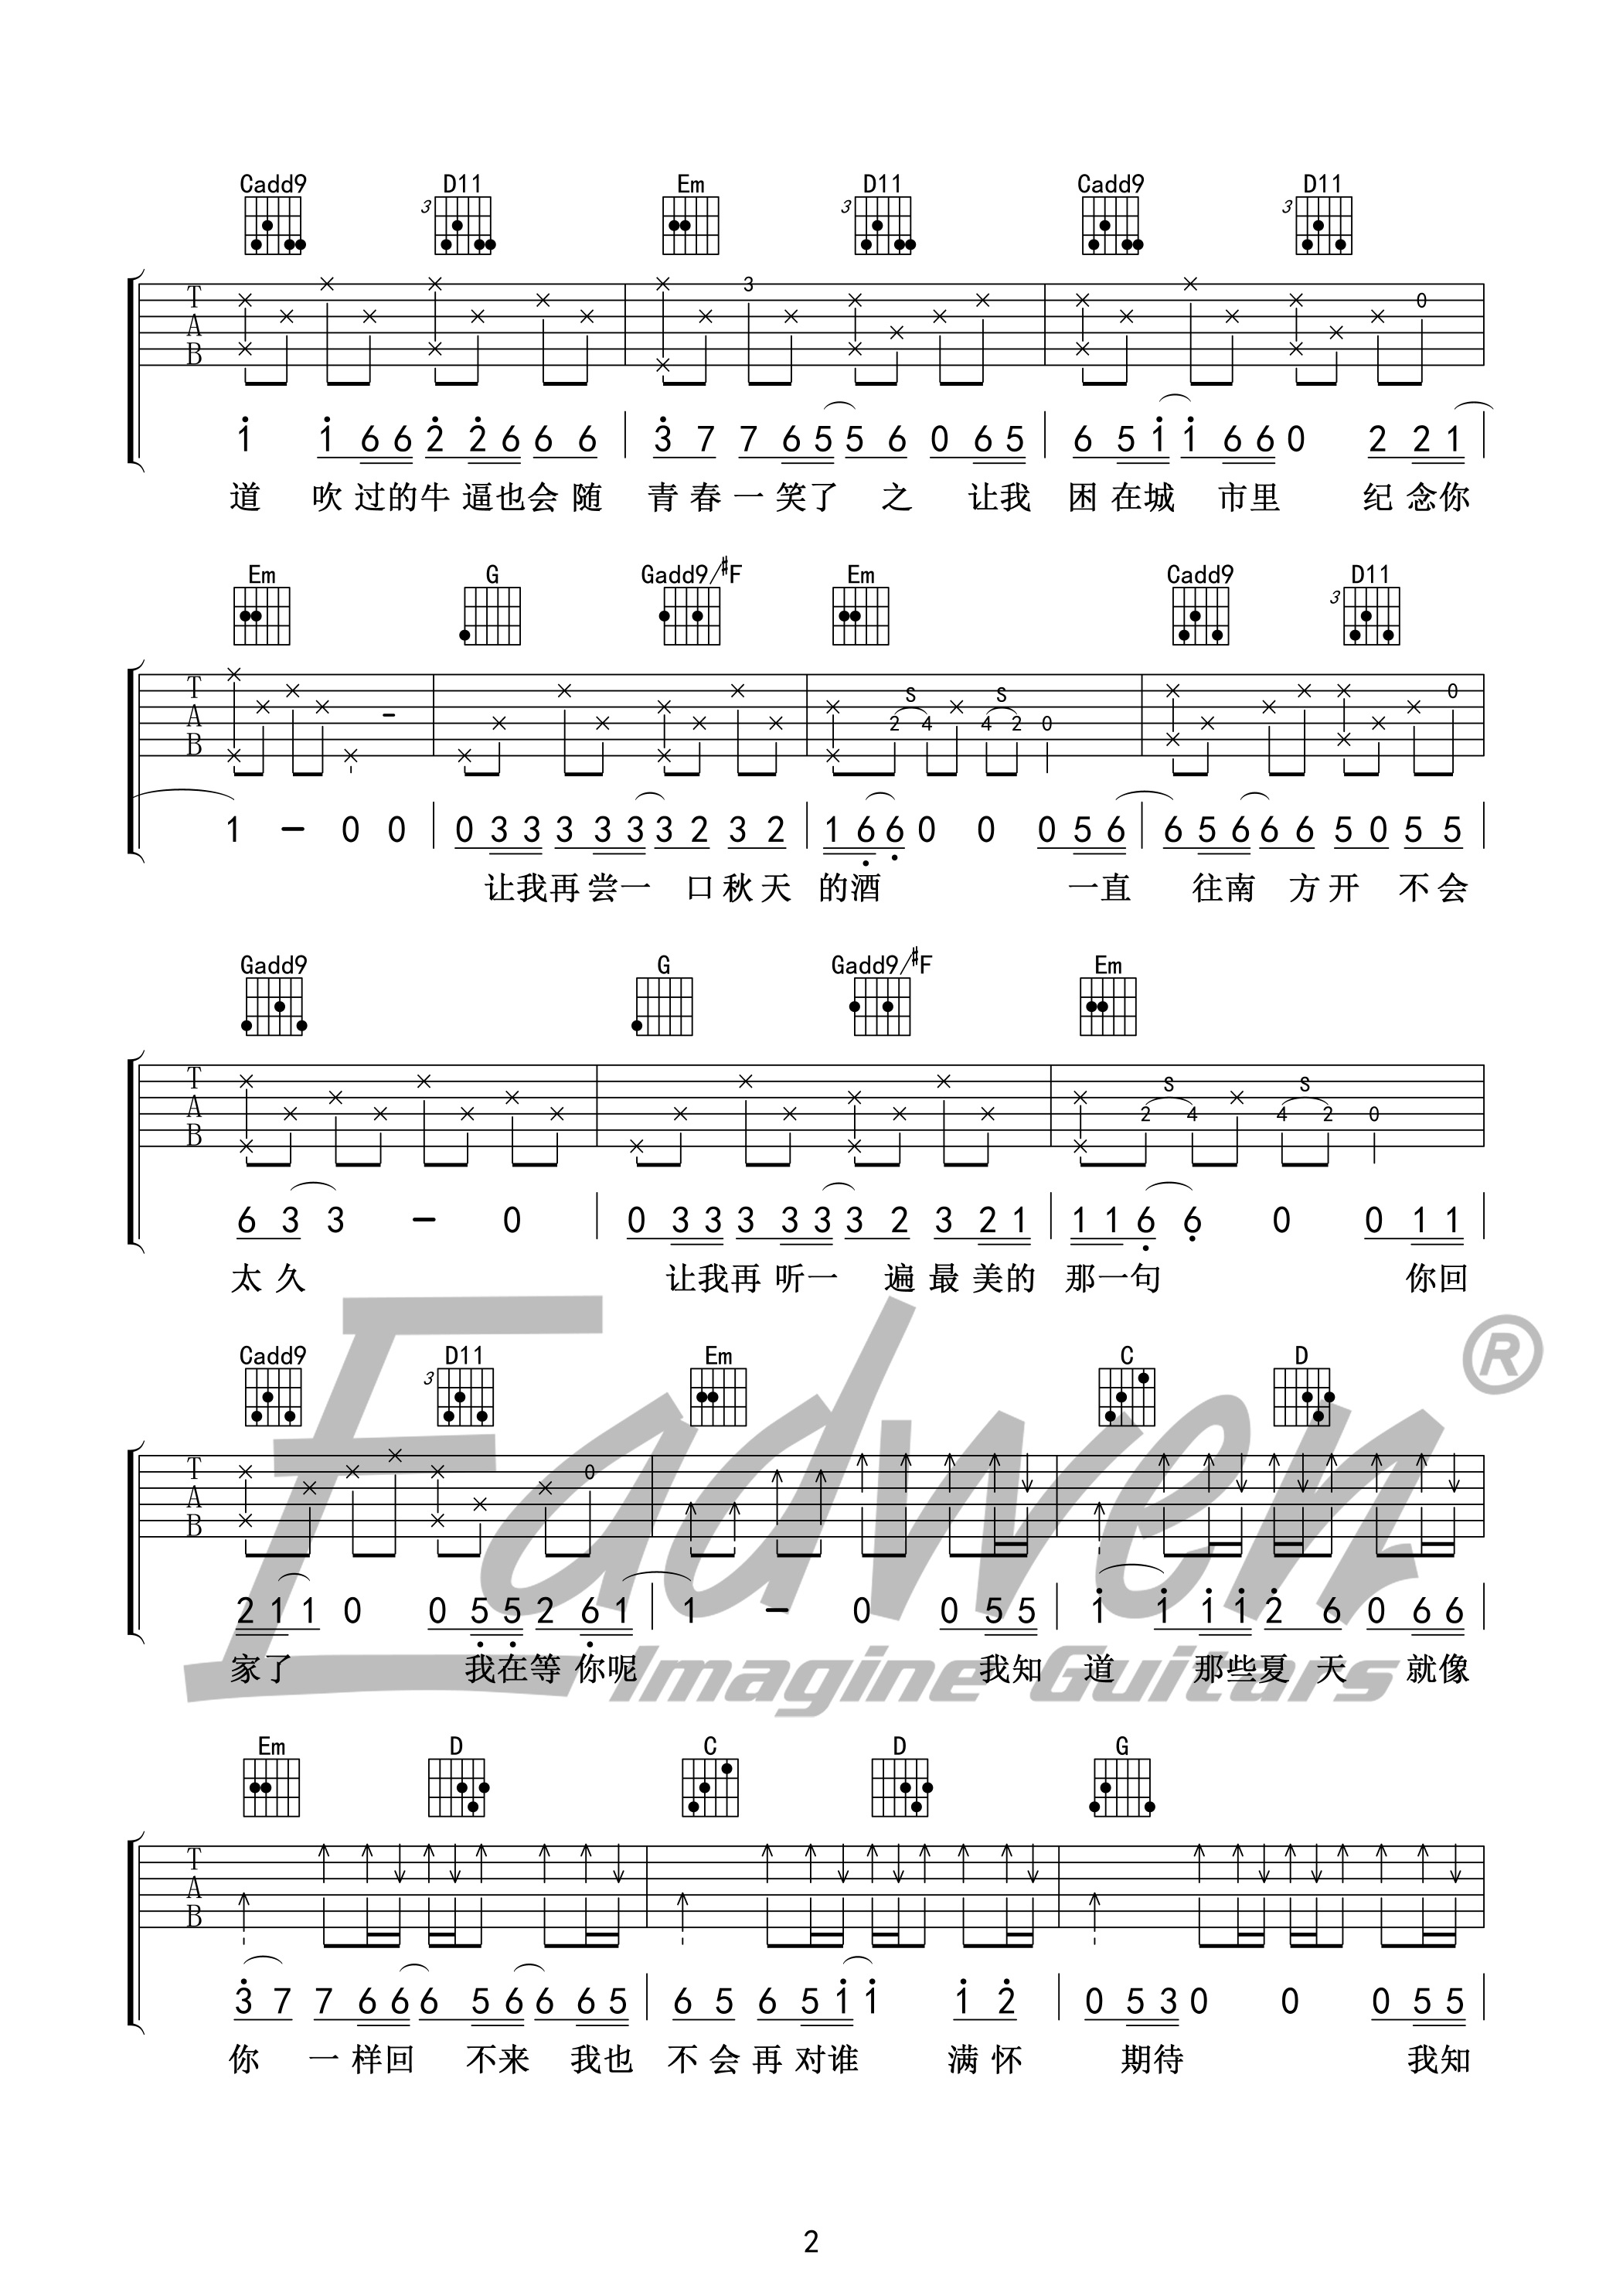 Cadd9 D11 Em D11 Cadd9 D11
3 3 3
T A B 3 0
1 1 6 6 2 2 6 6 6 3 7 7 6 5 5 6 0 6 5 6 5 1 1 6 6 0 2 2 1
道 吹过的牛逼也会随 青春一笑了 之 让我 困在城 市里 纪念你
Em G Gadd9/#F Em Cadd9 D11
3
S S
T A B 2 4 4 2 0 0
1 - 0 0 0 3 3 3 3 3 3 2 3 2 1 6 6 0 0 0 5 6 6 5 6 6 6 5 0 5 5
让我再尝一 口秋天 的酒 一直 往南 方开 不会
Gadd9 G Gadd9/#F Em
S S
T A B 2 4 4 2 0
6 3 3 - 0 0 3 3 3 3 3 3 2 3 2 1 1 1 6 6 0 0 1 1
太久 让我再听一 遍最美的 那一句 你回
Cadd9 D11 Em C D
3
T A B 0
2 1 1 0 0 5 5 2 6 1 1 - 0 0 5 5 1 1 1 1 2 6 0 6 6
家了 我在等你呢 我知 道 那些夏天 就像
Em D C D G
T A B
3 7 7 6 6 6 5 6 6 6 5 6 5 6 5 1 1 1 2 0 5 3 0 0 0 5 5
你 一样回 不来 我也 不会再对谁 满怀 期待 我知
Fadwen®
Imagine Guitars
2